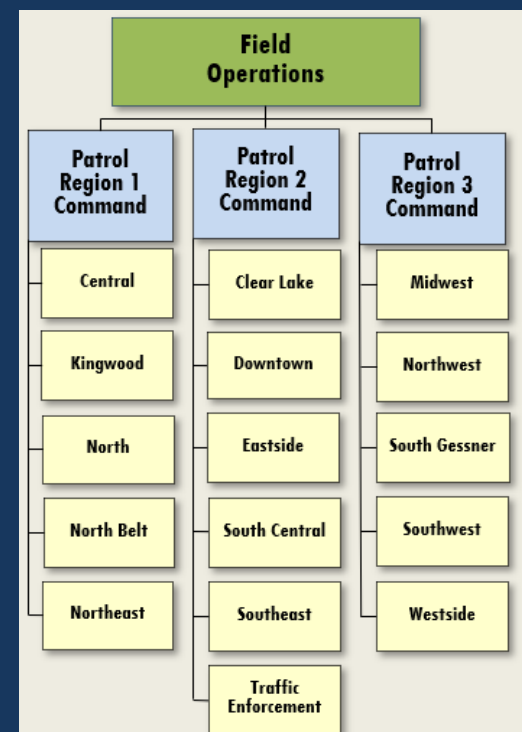 Field
Operations
Patrol
Region 1
Command
Central
Kingwood
North
North Belt
Northeast
Patrol
Region 2
Command
Clear Lake
Downtown
Eastside
South Central
Southeast
Traffic
Enforcement
Patrol
Region 3
Command
Midwest
Northwest
South Gessner
Southwest
Westside